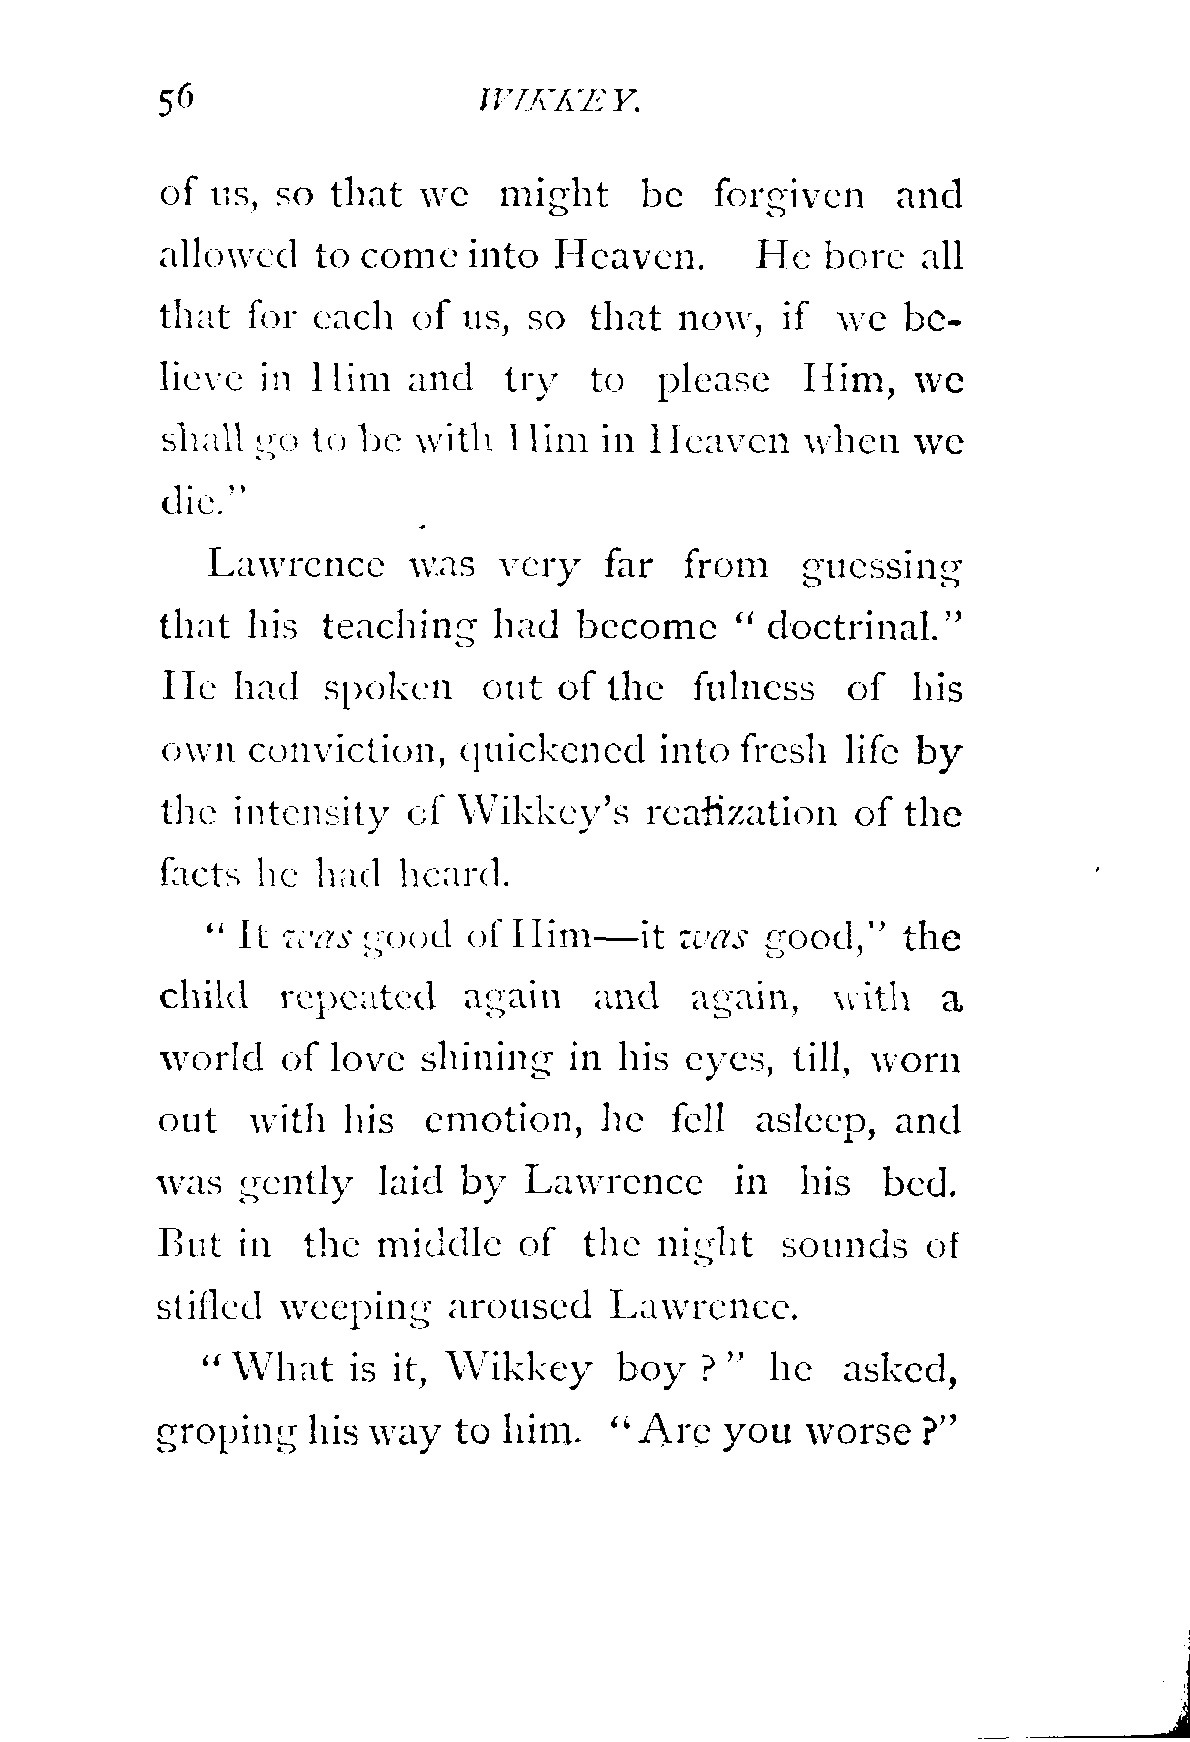 56 WIKKEY.
of us, so that we might be forgiven and
allowed to come into Heaven. He bore all
that for each of us, so that now, if we be-
lieve in Him and try to please Him, we
shall go to be with Him in Heaven when we
die.”
Lawrence was very far from guessing
that his teaching had become “ doctrinal.”
He had spoken out of the fulness of his
own conviction, quickened into fresh life by
the intensity of Wikkey’s realization of the
facts he had heard.
“ It was good of Him—it was good,” the
child repeated again and again, with a
world of love shining in his eyes, till, worn
out with his emotion, he fell asleep, and
was gently laid by Lawrence in his bed.
But in the middle of the night sounds of
stifled weeping aroused Lawrence.
“ What is it, Wikkey boy ? ” he asked,
groping his way to him. “ Are you worse ?”